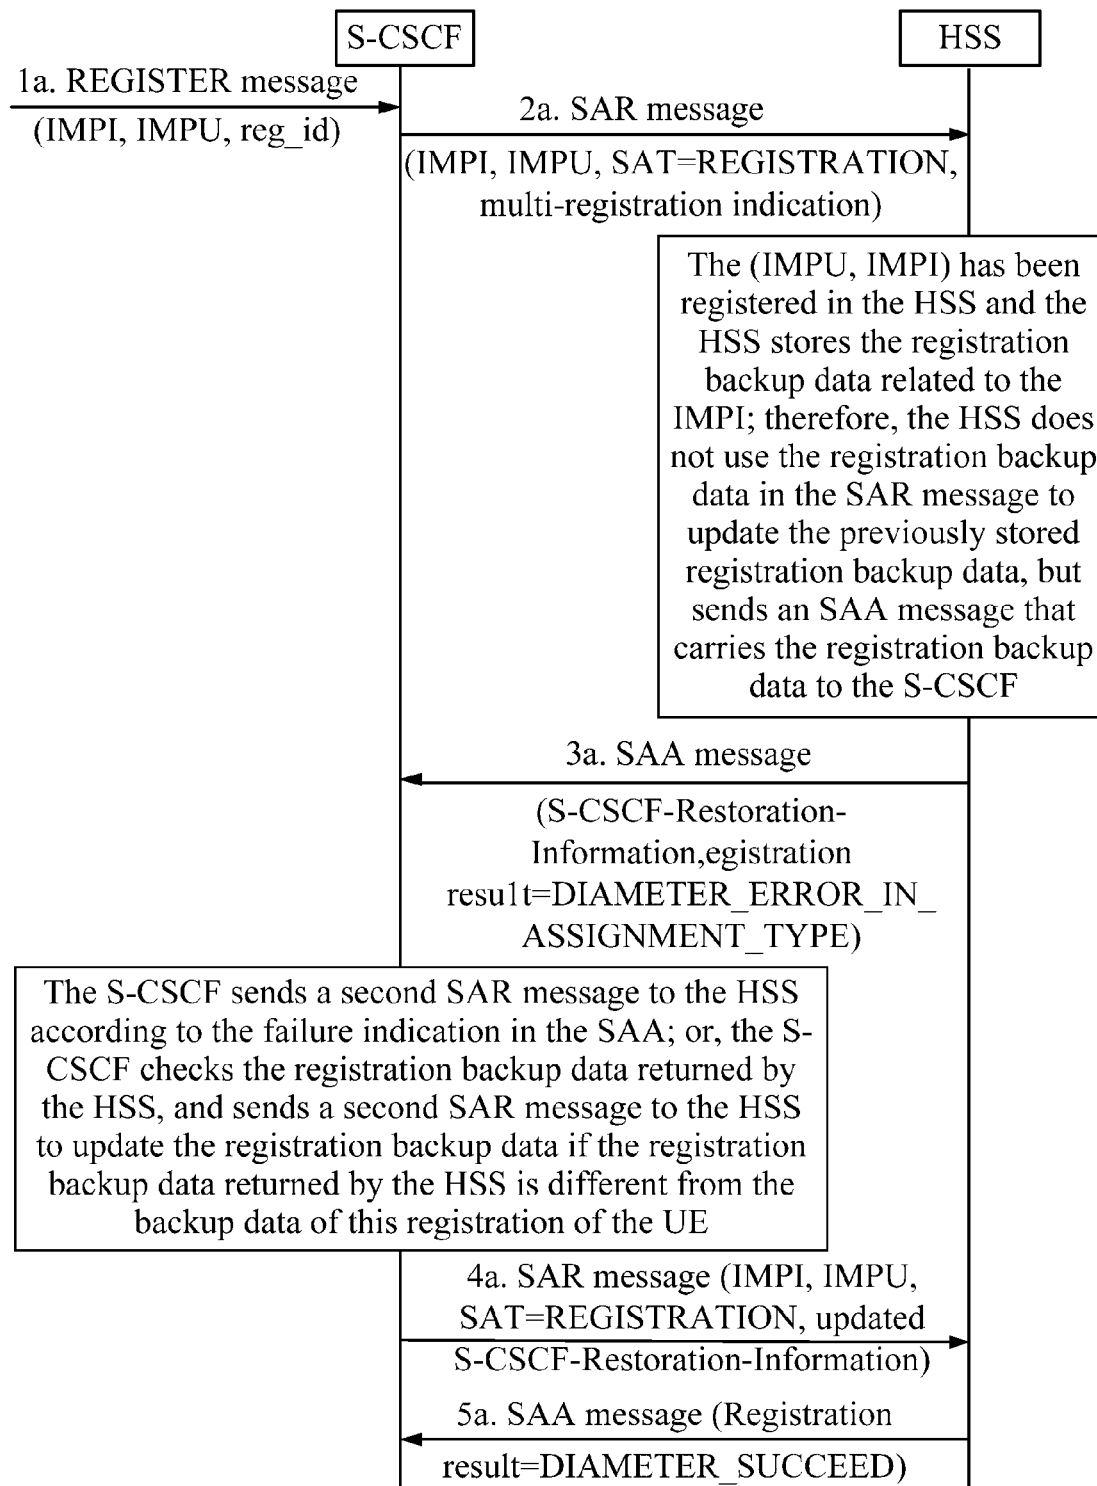 S-CSCF
HSS
1a. REGISTER message
(IMPI, IMPU, reg_id)
2a. SAR message
(IMPI, IMPU, SAT=REGISTRATION,
multi-registration indication)
The (IMPU, IMPI) has been
registered in the HSS and the
HSS stores the registration
backup data related to the
IMPI; therefore, the HSS does
not use the registration backup
data in the SAR message to
update the previously stored
registration backup data, but
sends an SAA message that
carries the registration backup
data to the S-CSCF
3a. SAA message
(S-CSCF-Restoration-
Information,egistration
result=DIAMETER_ERROR_IN_
ASSIGNMENT_TYPE)
The S-CSCF sends a second SAR message to the HSS
according to the failure indication in the SAA; or, the S-
CSCF checks the registration backup data returned by
the HSS, and sends a second SAR message to the HSS
to update the registration backup data if the registration
backup data returned by the HSS is different from the
backup data of this registration of the UE
4a. SAR message (IMPI, IMPU,
SAT=REGISTRATION, updated
S-CSCF-Restoration-Information)
5a. SAA message (Registration
result=DIAMETER_SUCCEED)